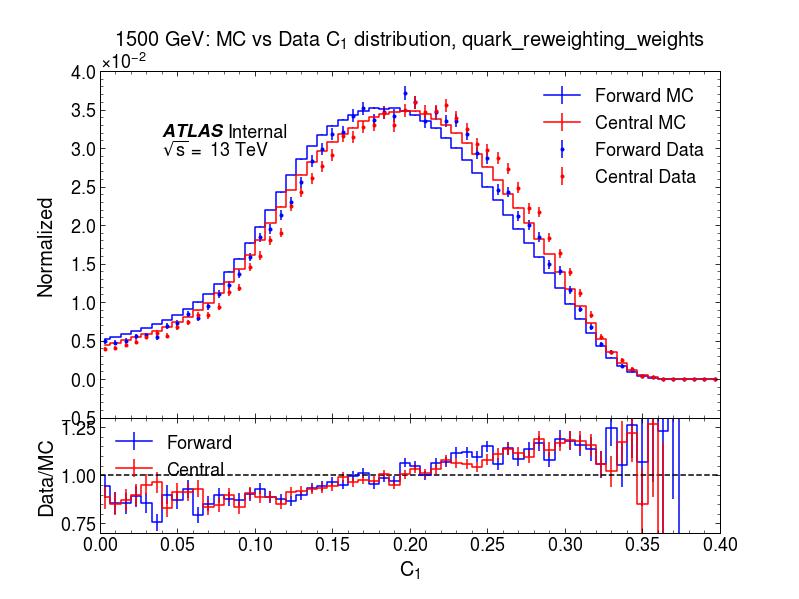 1500 GeV: MC vs Data C₁ distribution, quark_reweighting_weights
×10⁻²
4.0
3.5
3.0
2.5
2.0
1.5
1.0
0.5
0.0
0.5
Normalized
ATLAS Internal
√s = 13 TeV
Forward MC
Central MC
Forward Data
Central Data
1.25
1.00
0.75
Data/MC
Forward
Central
0.00 0.05 0.10 0.15 0.20 0.25 0.30 0.35 0.40
C₁